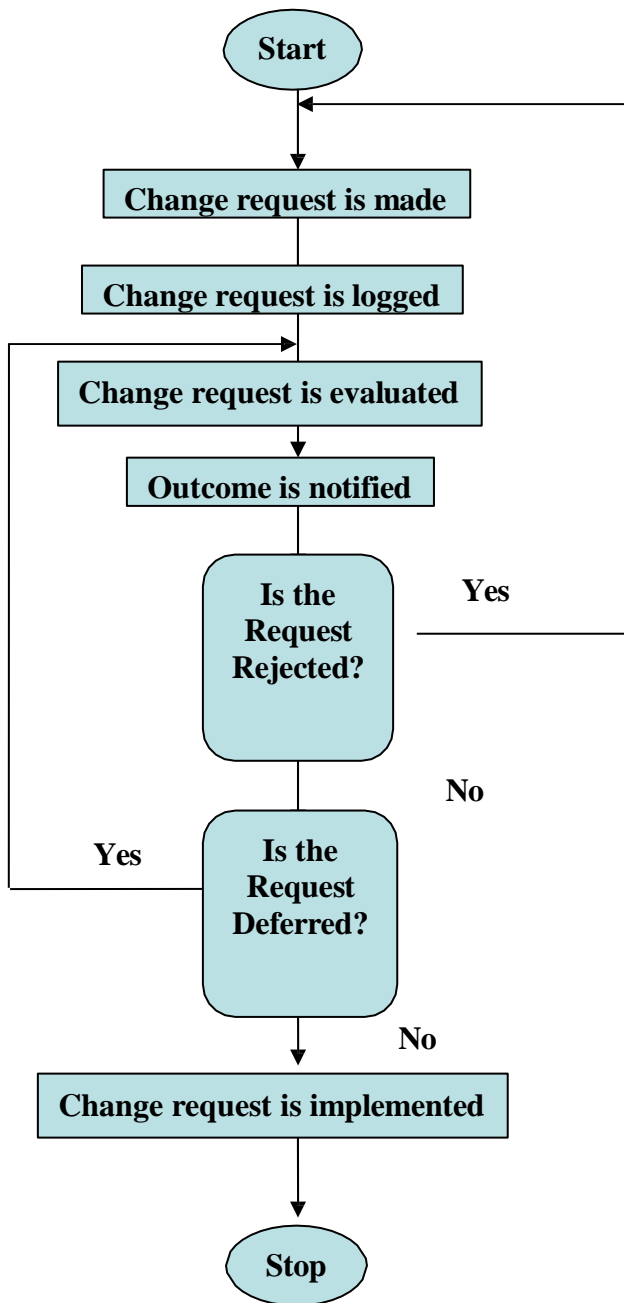 Start
Change request is made
Change request is logged
Change request is evaluated
Outcome is notified
Is the
Request
Rejected?
Yes
No
Is the
Request
Deferred?
Yes
No
Change request is implemented
Stop